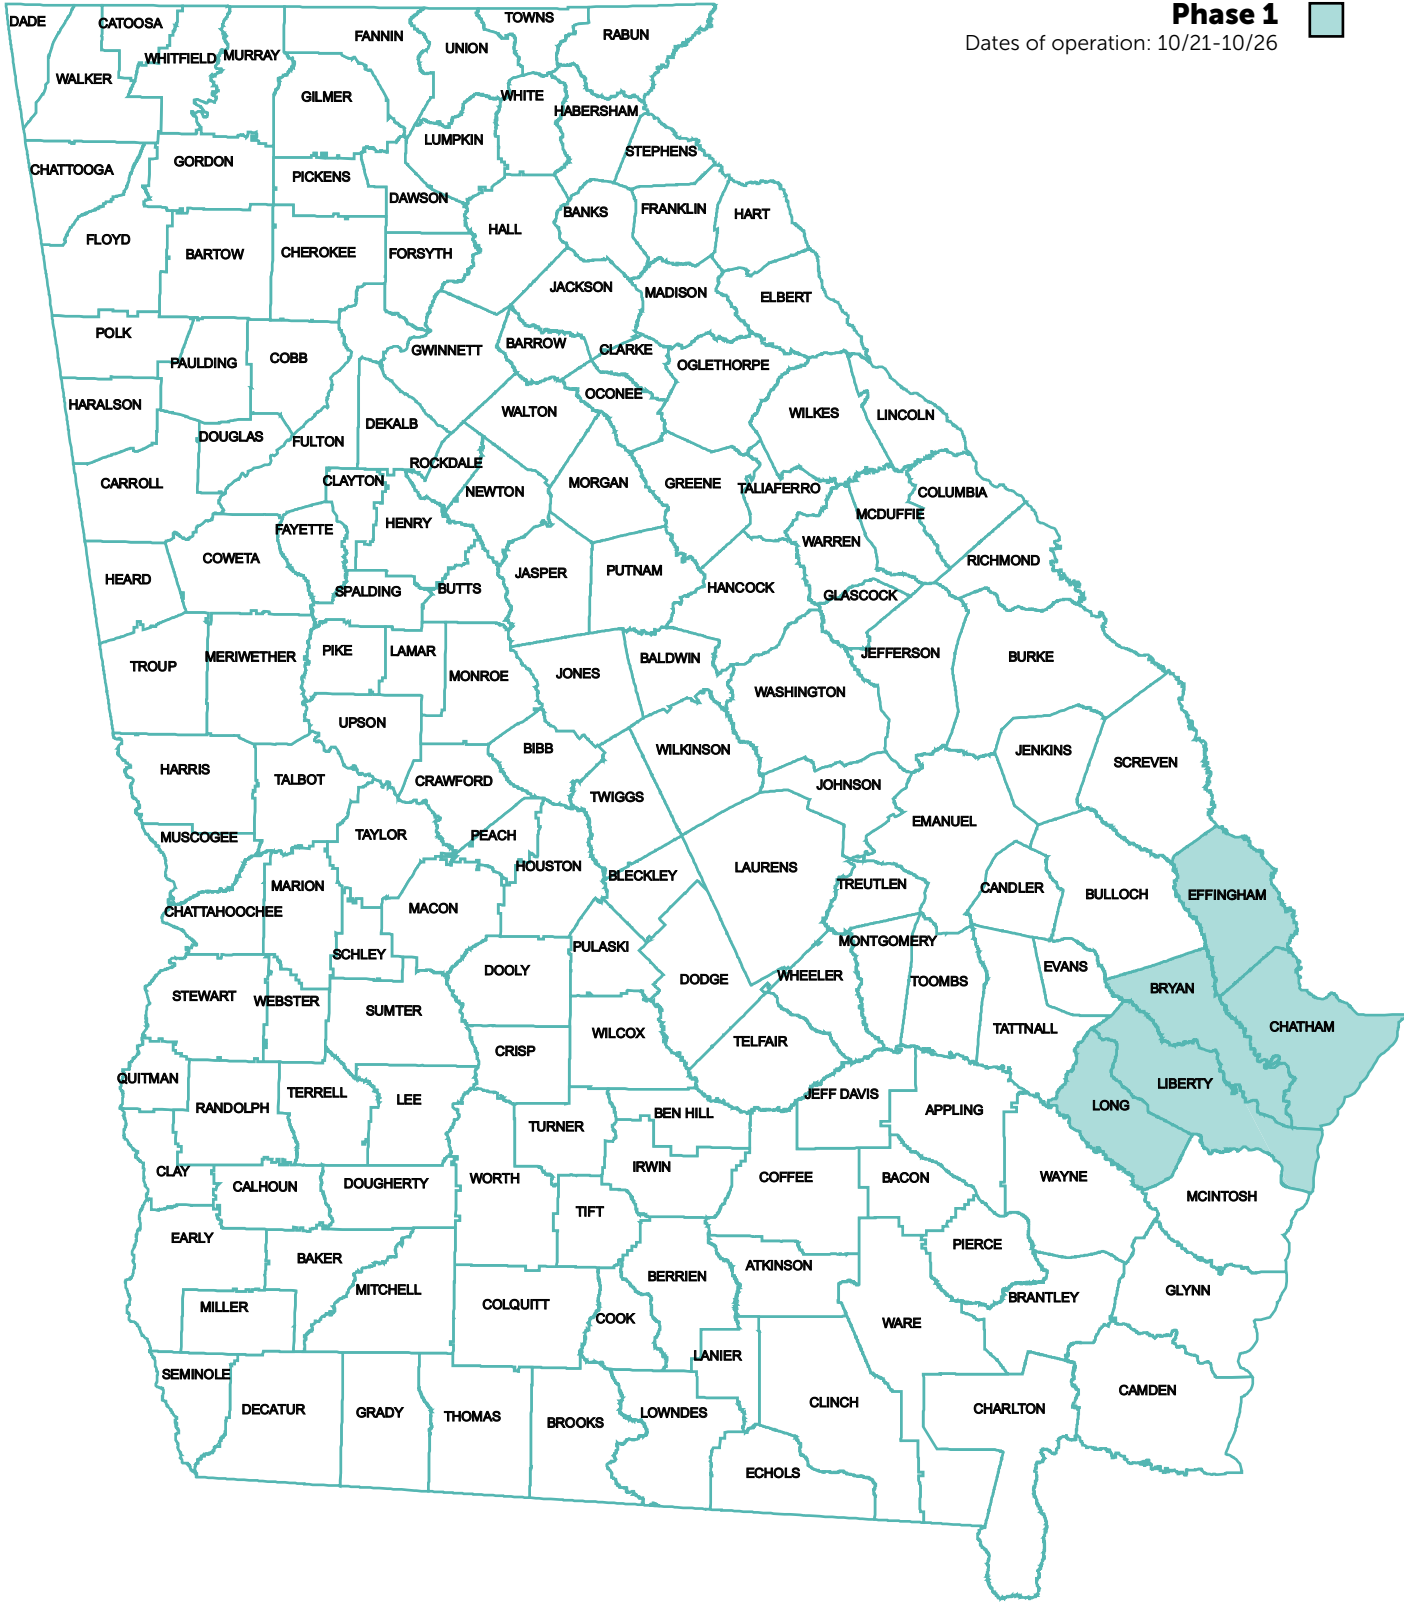 Phase 1
Dates of operation: 10/21-10/26
DADE
CATOOSA
TOWNS
FANNIN
RABUN
UNION
WHITFIELD
MURRAY
WALKER
GILMER
WHITE
HABERSHAM
LUMPKIN
STEPHENS
CHATTOOGA
GORDON
PICKENS
DAWSON
BANKS
FRANKLIN
HART
HALL
FLOYD
BARTOW
CHEROKEE
FORSYTH
JACKSON
MADISON
ELBERT
POLK
PAULDING
COBB
GWINNETT
BARROW
CLARKE
OGLETHORPE
HARALSON
OCONEE
WALTON
WILKES
LINCOLN
DOUGLAS
FULTON
DEKALB
ROCKDALE
CARROLL
CLAYTON
NEWTON
MORGAN
GREENE
TALIAFERRO
COLUMBIA
MCDUFFIE
FAYETTE
HENRY
WARREN
COWETA
RICHMOND
HEARD
SPALDING
BUTTS
JASPER
PUTNAM
HANCOCK
GLASCOCK
TROUP
MERIWETHER
PIKE
LAMAR
MONROE
JONES
BALDWIN
JEFFERSON
BURKE
WASHINGTON
UPSON
BIBB
WILKINSON
JENKINS
SCREVEN
HARRIS
TALBOT
CRAWFORD
TWIGGS
JOHNSON
MUSCOGEE
TAYLOR
PEACH
EMANUEL
HOUSTON
BLECKLEY
LAURENS
TREUTLEN
CANDLER
BULLOCH
EFFINGHAM
MARION
CHATTAHOOCHEE
MACON
SCHLEY
DOOLY
PULASKI
MONTGOMERY
DODGE
WHEELER
TOOMBS
EVANS
BRYAN
STEWART
WEBSTER
SUMTER
WILCOX
TATTNALL
CHATHAM
CRISP
TELFAIR
QUITMAN
RANDOLPH
TERRELL
LEE
JEFF DAVIS
LIBERTY
TURNER
BEN HILL
APPLING
LONG
CLAY
CALHOUN
DOUGHERTY
WORTH
IRWIN
COFFEE
BACON
WAYNE
MCINTOSH
TIFT
EARLY
BAKER
PIERCE
MITCHELL
BERRIEN
ATKINSON
MILLER
COLQUITT
COOK
WARE
BRANTLEY
GLYNN
SEMINOLE
LANIER
DECATUR
GRADY
THOMAS
BROOKS
LOWNDES
CLINCH
CHARLTON
CAMDEN
ECHOLS